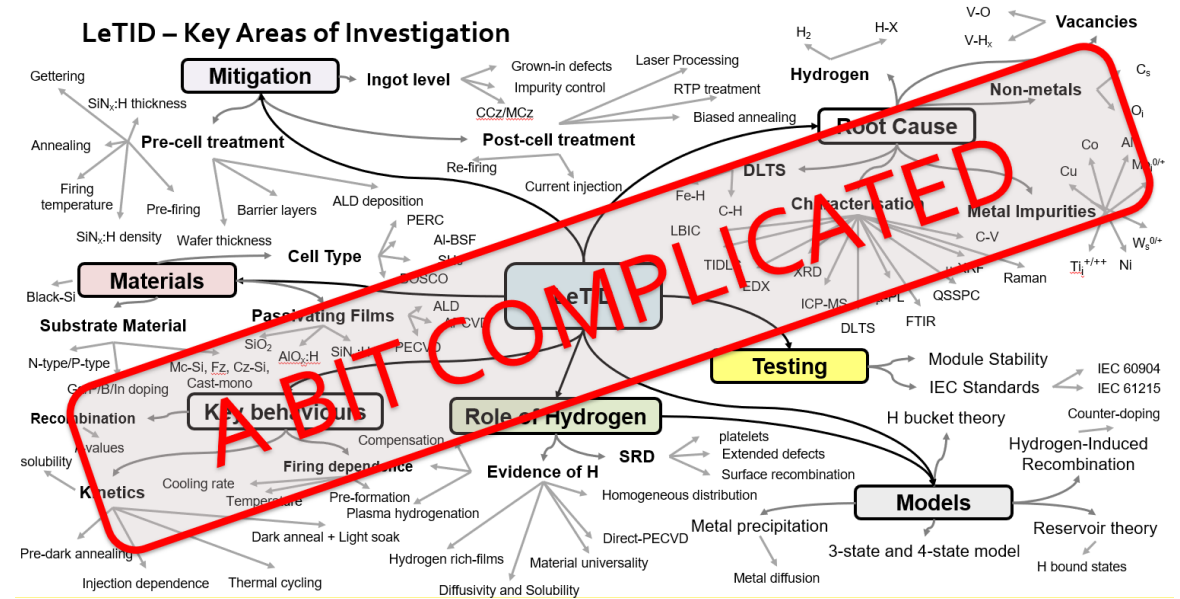 LeTID – Key Areas of Investigation
Mitigation
Ingot level
Grown-in defects
Impurity control
CCz/MCz
Gettering
SiNx:H thickness
Pre-cell treatment
Annealing
Firing
temperature
Pre-firing
SiNx:H density
Wafer thickness
Barrier layers
ALD deposition
Post-cell treatment
Laser Processing
RTP treatment
Biased annealing
Re-firing
Current injection
Root Cause
Hydrogen
H2
H-X
Vacancies
V-O
V-Hx
Non-metals
Cs
Oi
DLTS
Fe-H
C-H
Characterisation
LBIC
XRD
EDX
ICP-MS
DLTS
FTIR
QSSPC
Raman
C-V
Metal Impurities
Co
Cu
Ws0/+
Ni
Tii+/++
Materials
Cell Type
PERC
Al-BSF
Black-Si
Substrate Material
N-type/P-type
Mc-Si, Fz, Cz-Si,
Cast-mono
Passivating Films
SiO2
AlOx:H
PECVD
ALD
LeTID
A BIT COMPLICATED
Testing
Module Stability
IEC Standards
IEC 60904
IEC 61215
Key behaviours
Recombination
Kinetics
solubility
Pre-dark annealing
Injection dependence
Thermal cycling
Dark anneal + Light soak
Firing dependence
Cooling rate
Temperature
Pre-formation
Role of Hydrogen
Compensation
Plasma hydrogenation
Evidence of H
Hydrogen rich-films
Diffusivity and Solubility
Material universality
Direct-PECVD
Homogeneous distribution
SRD
platelets
Extended defects
Surface recombination
Models
H bucket theory
Hydrogen-Induced
Recombination
Counter-doping
Reservoir theory
H bound states
3-state and 4-state model
Metal precipitation
Metal diffusion